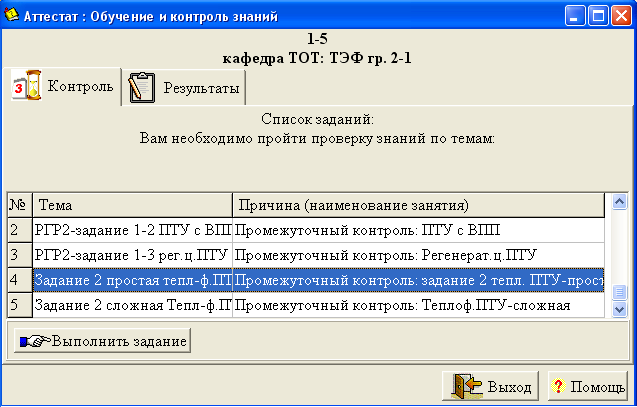 Аттестат : Обучение и контроль знаний
1-5
кафедра ТОТ: ТЭФ гр. 2-1
Контроль
Результаты
Список заданий:
Вам необходимо пройти проверку знаний по темам:
№ Тема Причина (наименование занятия)
2 РГР2-задание 1-2 ПТУ с ВПП Промежуточный контроль: ПТУ с ВПП
3 РГР2-задание 1-3 рег.ц.ПТУ Промежуточный контроль: Регенерат.ц.ПТУ
4 Задание 2 простая тепл-ф.ПТ Промежуточный контроль: задание 2 тепл. ПТУ-прост
5 Задание 2 сложная Тепл-ф.ПТ Промежуточный контроль: Теплоф.ПТУ-сложная
Выполнить задание
Выход
? Помощь